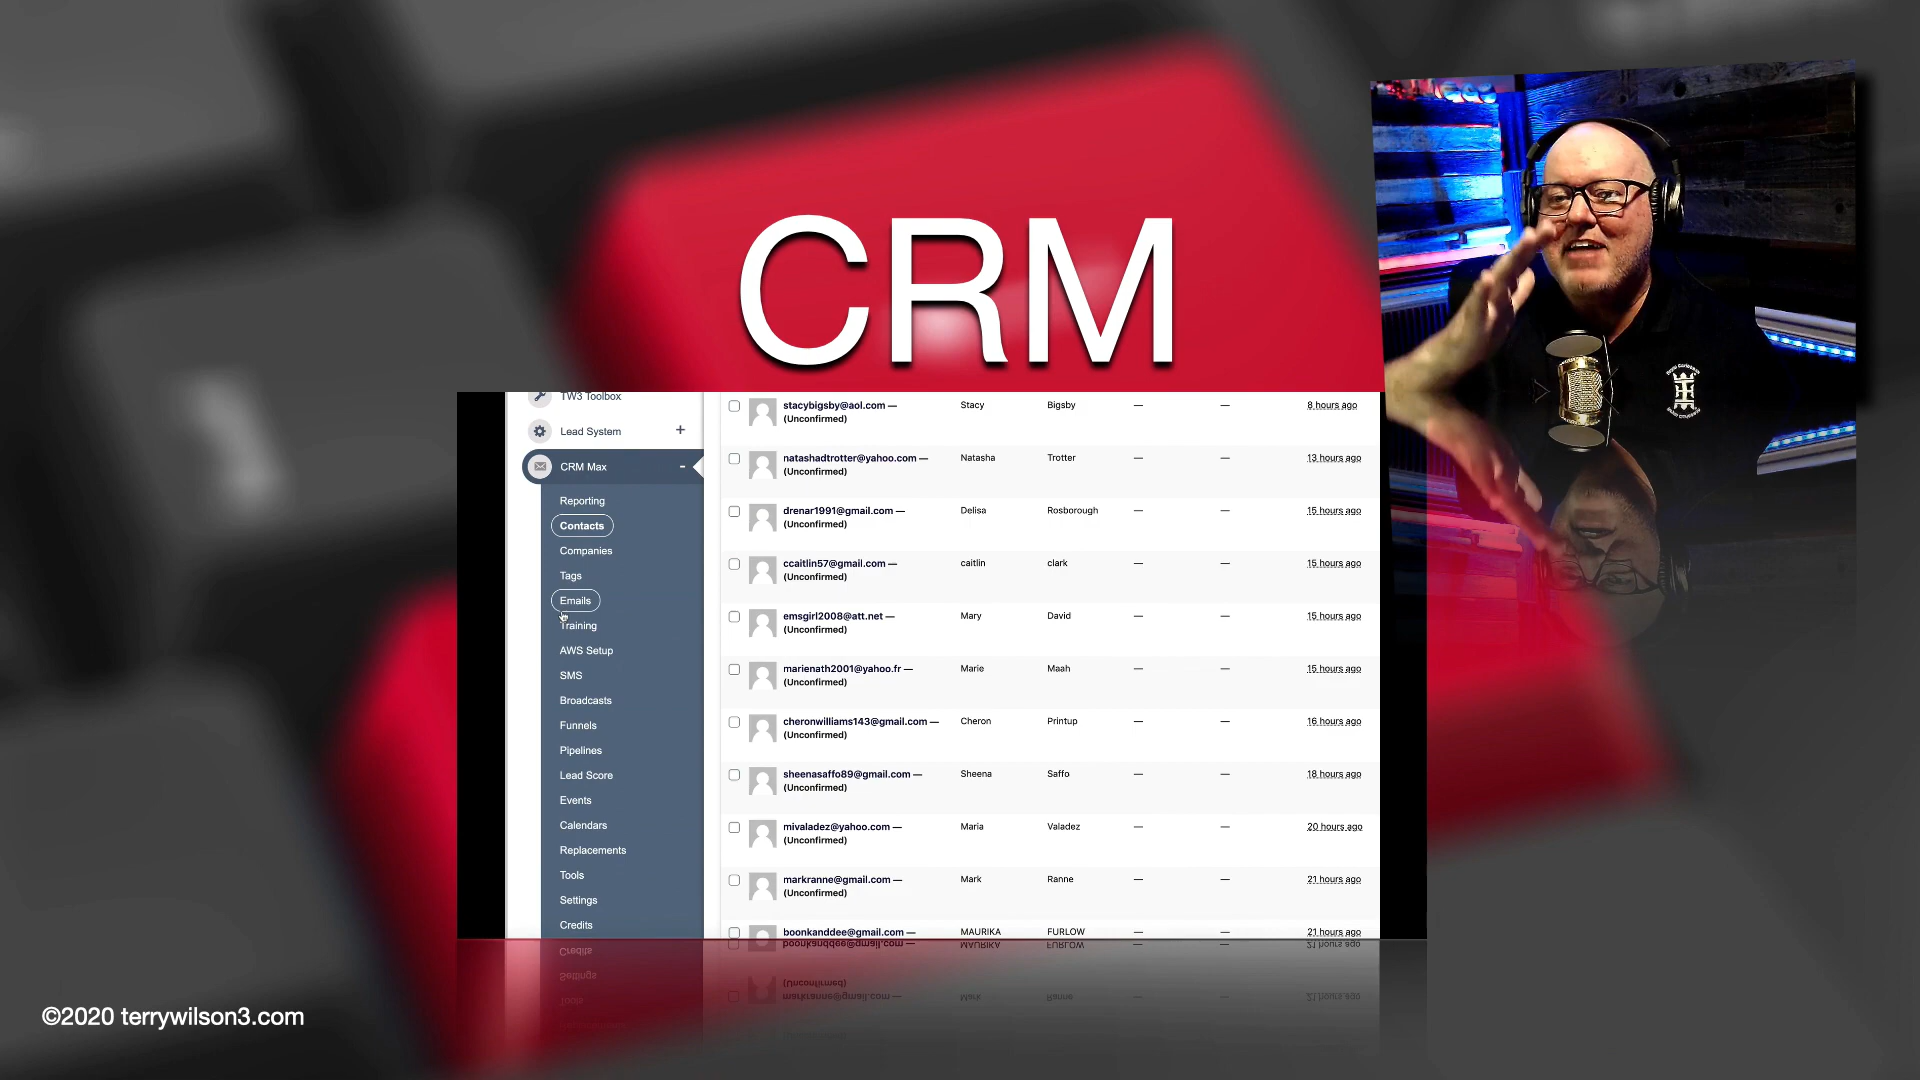 CRM
TW3 Toolbox
Lead System +
CRM Max -
Reporting
Contacts
Companies
Tags
Emails
Training
AWS Setup
SMS
Broadcasts
Funnels
Pipelines
Lead Score
Events
Calendars
Replacements
Tools
Settings
Credits
stacybigsby@aol.com — Stacy Bigsby — — 8 hours ago
(Unconfirmed)
natashadtrotter@yahoo.com — Natasha Trotter — — 13 hours ago
(Unconfirmed)
drenar1991@gmail.com — Delisa Rosborough — — 15 hours ago
(Unconfirmed)
ccaitlin57@gmail.com — caitlin clark — — 15 hours ago
(Unconfirmed)
emsgirl2008@att.net — Mary David — — 15 hours ago
(Unconfirmed)
marienath2001@yahoo.fr — Marie Maah — — 15 hours ago
(Unconfirmed)
cheronwilliams143@gmail.com — Cheron Printup — — 16 hours ago
(Unconfirmed)
sheenasaffo89@gmail.com — Sheena Saffo — — 18 hours ago
(Unconfirmed)
mivaladez@yahoo.com — Maria Valadez — — 20 hours ago
(Unconfirmed)
markranne@gmail.com — Mark Ranne — — 21 hours ago
(Unconfirmed)
boonkanddee@gmail.com — MAURIKA FURLOW — — 21 hours ago
©2020 terrywilson3.com